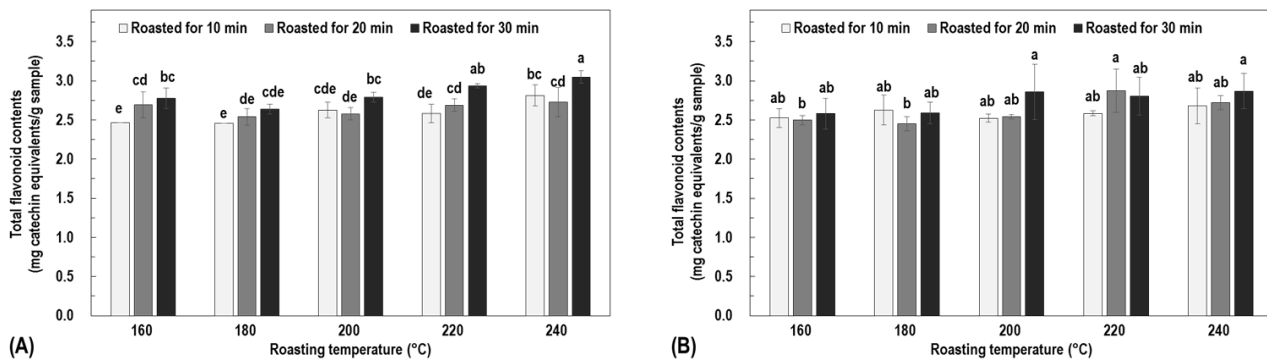 Total flavonoid contents
(mg catechin equivalents/g sample)
3.5
3.0
2.5
2.0
1.5
1.0
0.5
0.0
Roasted for 10 min Roasted for 20 min Roasted for 30 min
e cd bc
e de cde
cde de bc
de cd ab
bc cd a
160 180 200 220 240
Roasting temperature (°C)
(A)
Total flavonoid contents
(mg catechin equivalents/g sample)
3.5
3.0
2.5
2.0
1.5
1.0
0.5
0.0
Roasted for 10 min Roasted for 20 min Roasted for 30 min
ab b ab
ab b ab
ab ab a
ab a ab
ab ab a
160 180 200 220 240
Roasting temperature (°C)
(B)